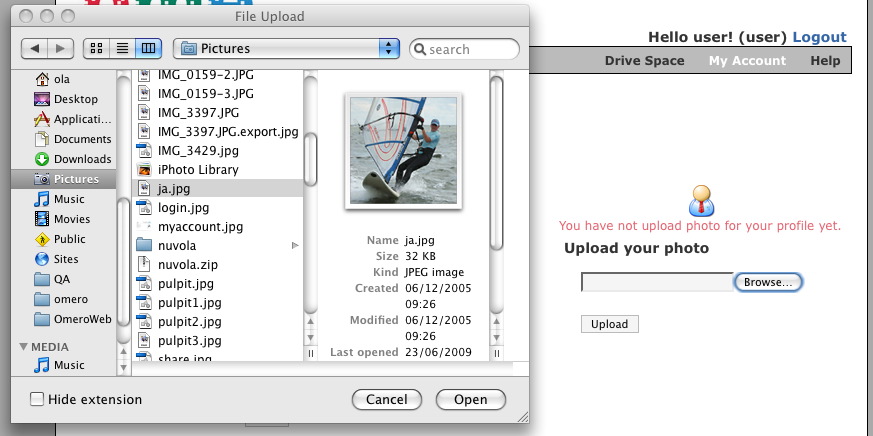 File Upload
Pictures
search
ola
Desktop
Applicati...
Documents
Downloads
Pictures
Music
Movies
Public
Sites
QA
omero
OmeroWeb
MEDIA
Music
IMG_0159-2.JPG
IMG_0159-3.JPG
IMG_3397.JPG
IMG_3397.JPG.export.jpg
IMG_3429.jpg
iPhoto Library
ja.jpg
login.jpg
myaccount.jpg
nuvola
nuvola.zip
pulpit.jpg
pulpit1.jpg
pulpit2.jpg
pulpit3.jpg
share.jpg
Name ja.jpg
Size 32 KB
Kind JPEG image
Created 06/12/2005
09:26
Modified 06/12/2005
09:26
Last opened 23/06/2009
Hide extension
Cancel
Open
Hello user! (user) Logout
Drive Space My Account Help
You have not upload photo for your profile yet.
Upload your photo
Browse...
Upload